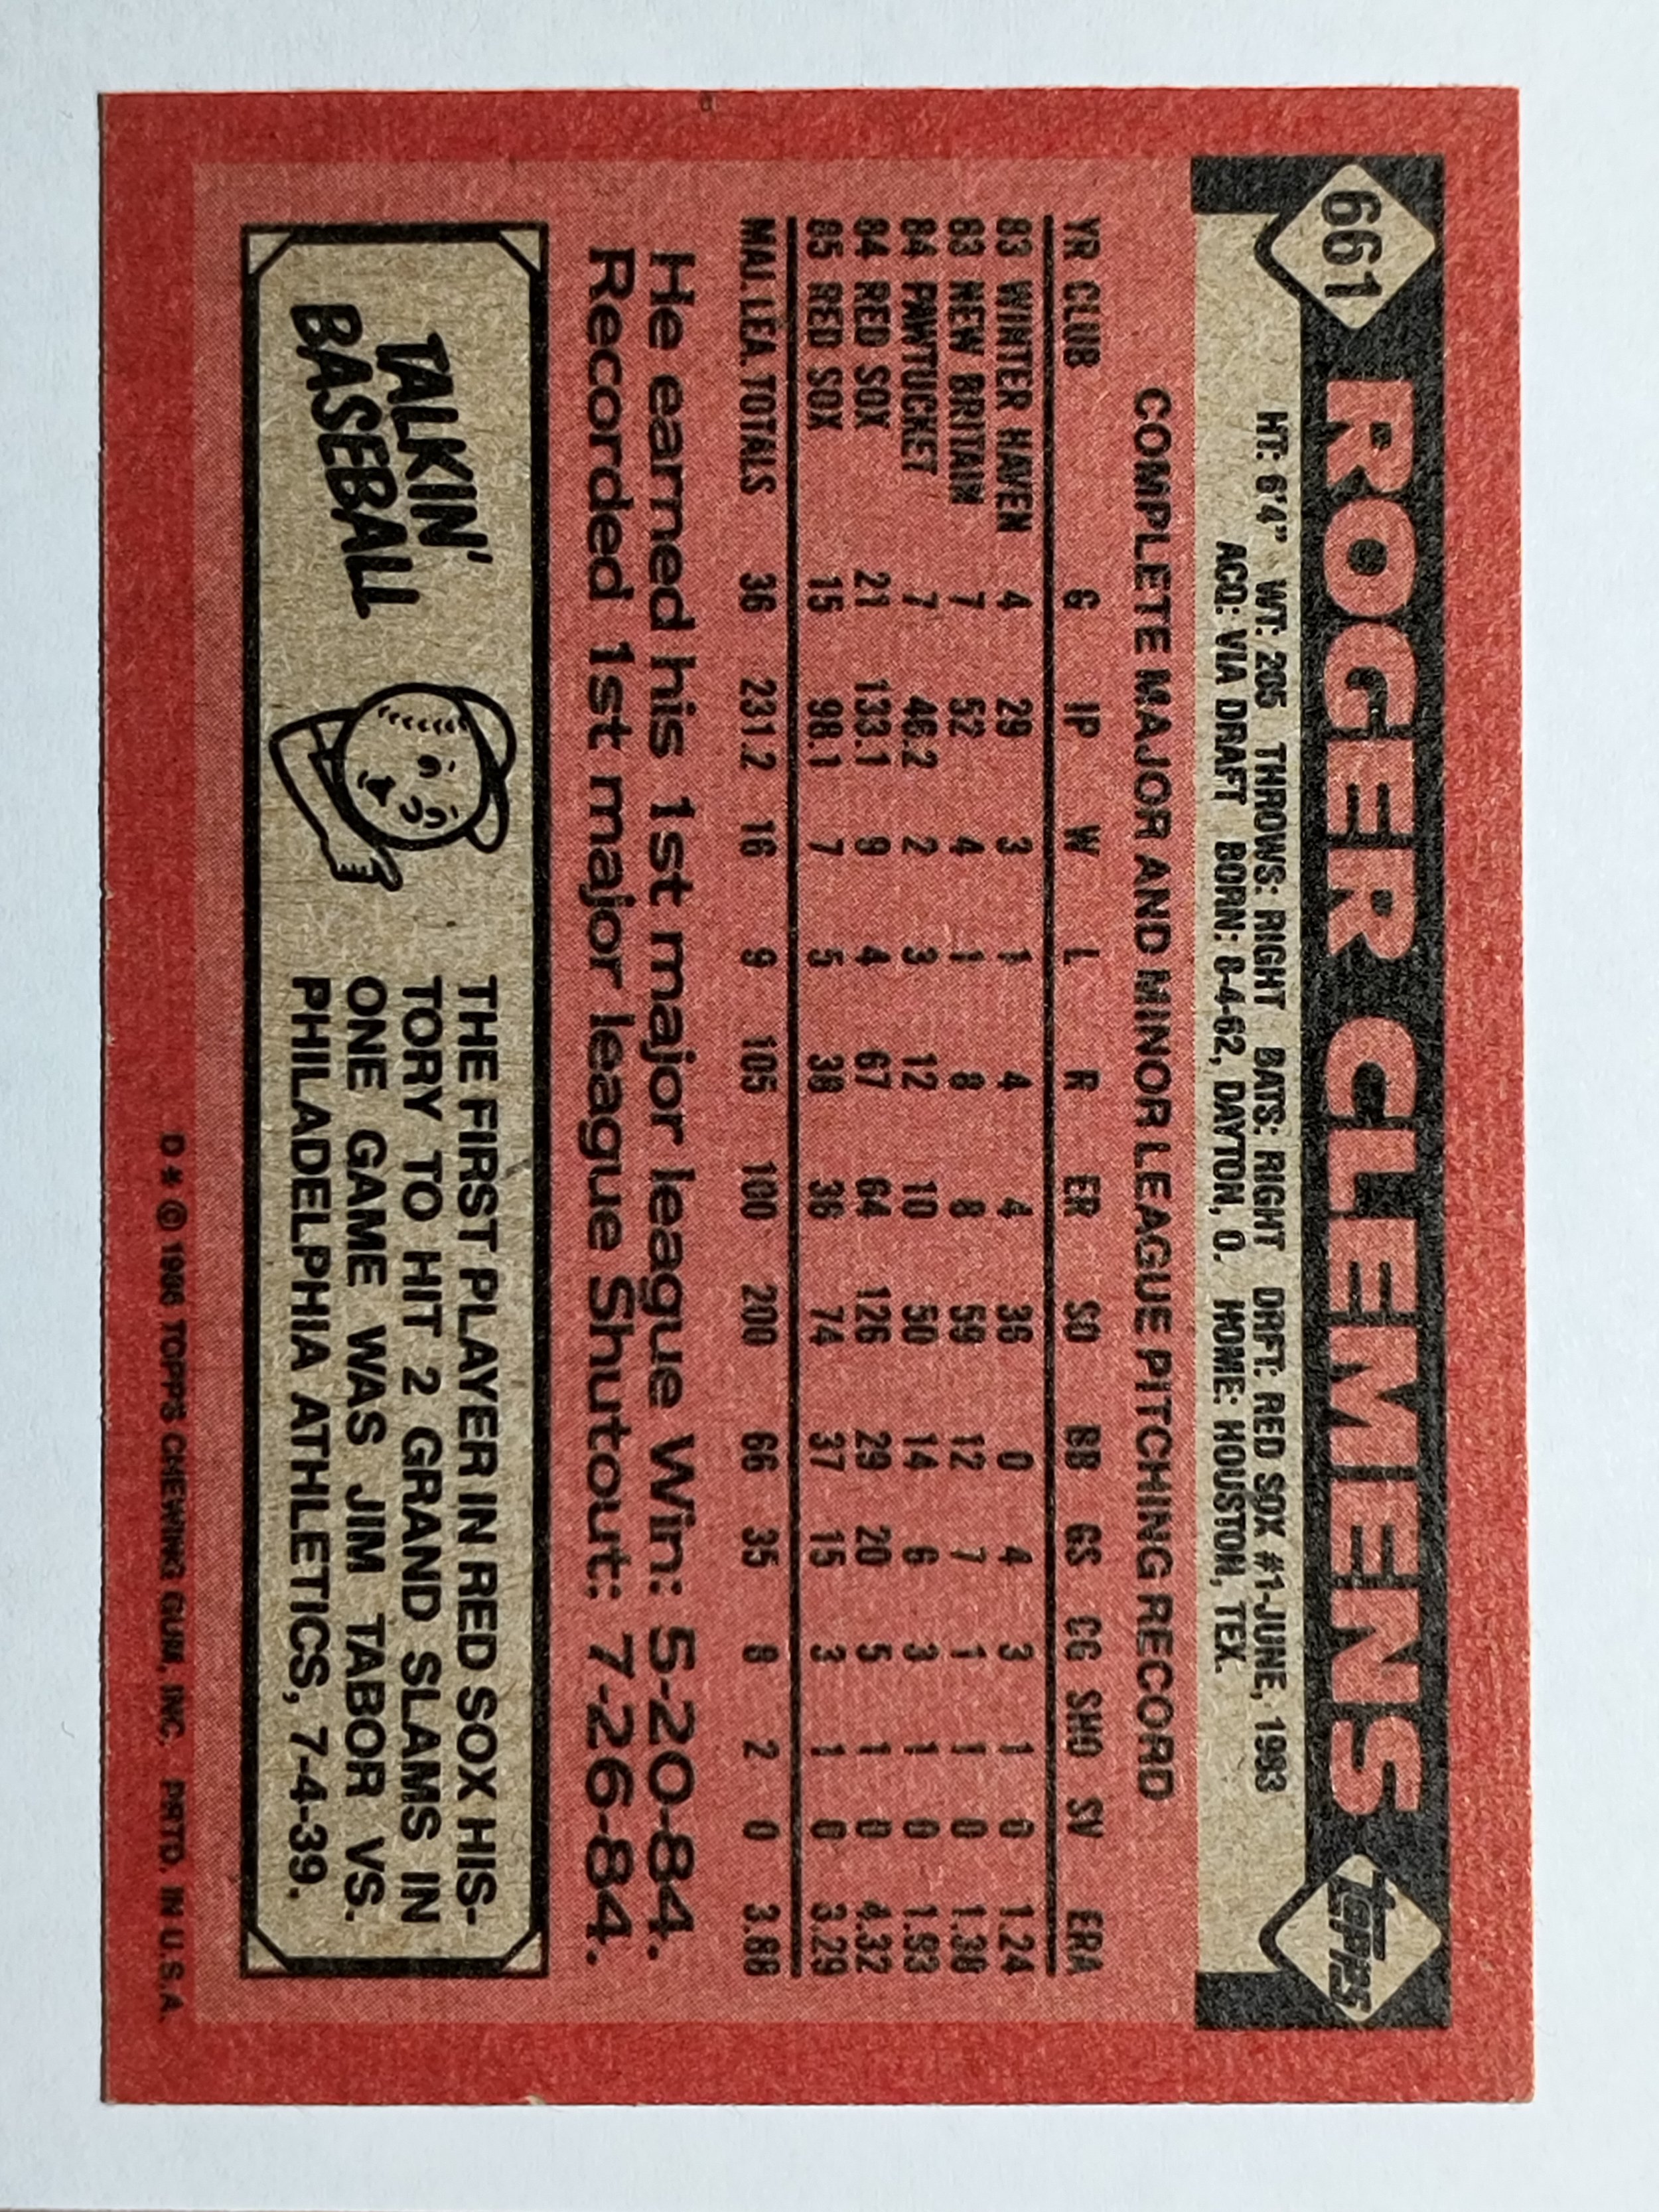 661 ROGER CLEMENS TOPPS
HT: 6'4" WT: 205 THROWS: RIGHT BATS: RIGHT DRFT: RED SOX #1-JUNE, 1983
ACQ: VIA DRAFT BORN: 8-4-62, DAYTON, O. HOME: HOUSTON, TEX.
COMPLETE MAJOR AND MINOR LEAGUE PITCHING RECORD
YR CLUB G IP W L R ER SO BB GS CG SHO SV ERA
83 WINTER HAVEN 4 29 3 1 4 4 36 0 4 3 1 0 1.24
83 NEW BRITAIN 7 52 4 1 8 8 59 12 7 1 1 0 1.38
84 PAWTUCKET 7 46.2 2 3 12 10 50 14 6 3 1 0 1.93
84 RED SOX 21 133.1 9 4 67 64 126 29 20 5 1 0 4.32
85 RED SOX 15 98.1 7 5 38 36 74 37 15 3 1 0 3.29
MAJ. LEA. TOTALS 36 231.2 16 9 105 100 200 66 35 8 2 0 3.88
He earned his 1st major league Win: 5-20-84.
Recorded 1st major league Shutout: 7-26-84.
TALKIN'
BASEBALL
THE FIRST PLAYER IN RED SOX HIS-
TORY TO HIT 2 GRAND SLAMS IN
ONE GAME WAS JIM TABOR VS.
PHILADELPHIA ATHLETICS, 7-4-39.
D* © 1986 TOPPS CHEWING GUM, INC. PRTD. IN U.S.A.